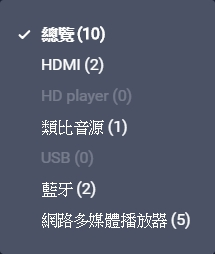 總覽 (10)
HDMI (2)
HD player (0)
類比音源 (1)
USB (0)
藍牙 (2)
網路多媒體播放器 (5)